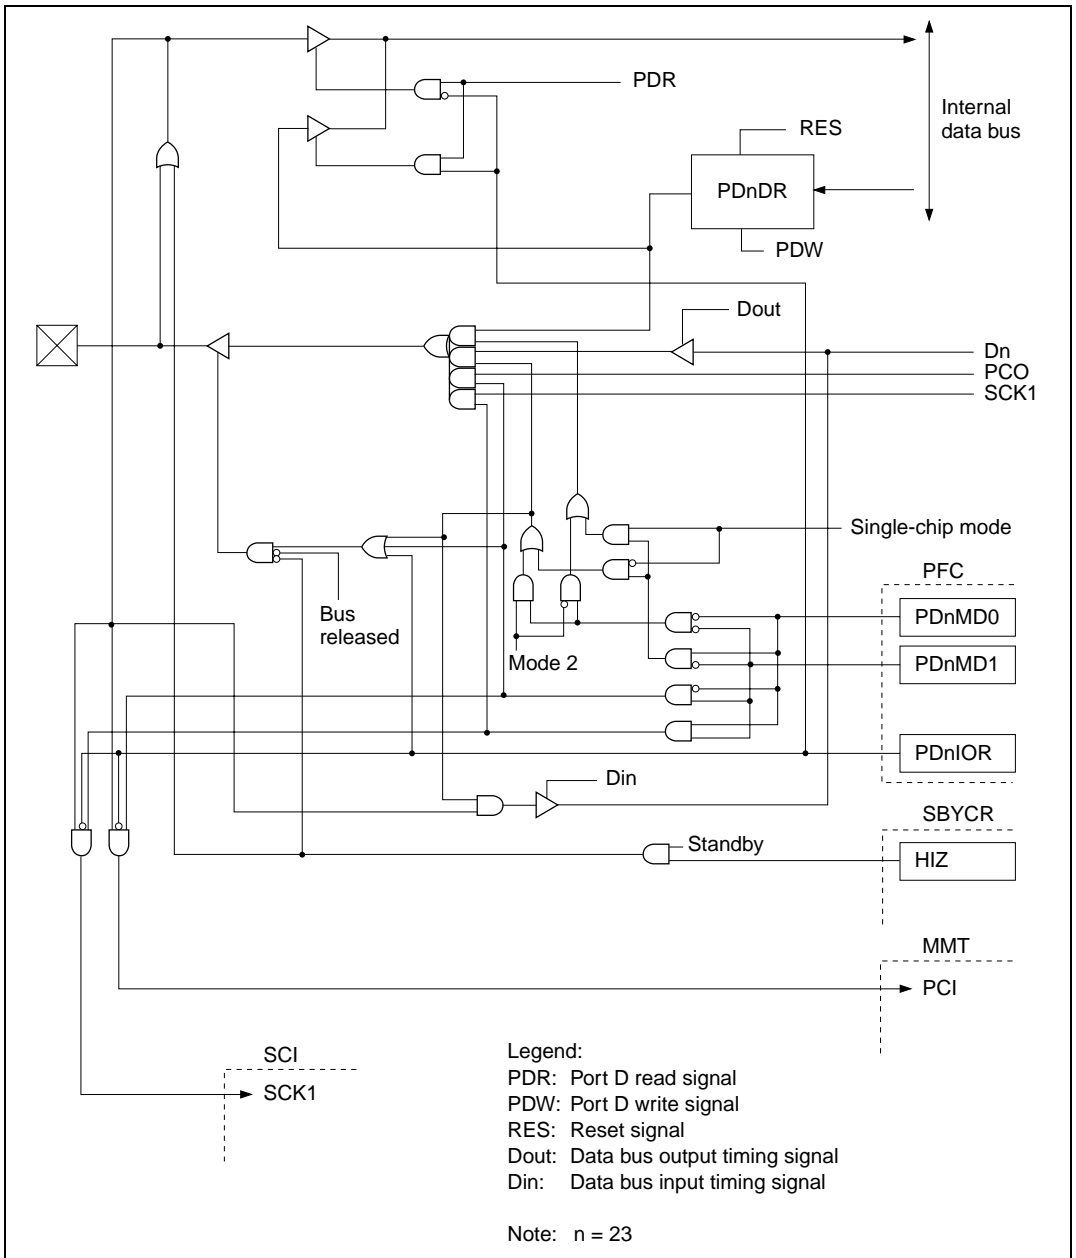 PDR
Internal
data bus
RES
PDnDR
PDW
Dout
Dn
PCO
SCK1
Single-chip mode
PFC
PDnMD0
Bus
released
Mode 2
PDnMD1
PDnIOR
Din
SBYCR
Standby
HIZ
MMT
PCI
SCI
SCK1
Legend:
PDR: Port D read signal
PDW: Port D write signal
RES: Reset signal
Dout: Data bus output timing signal
Din: Data bus input timing signal
Note: n = 23